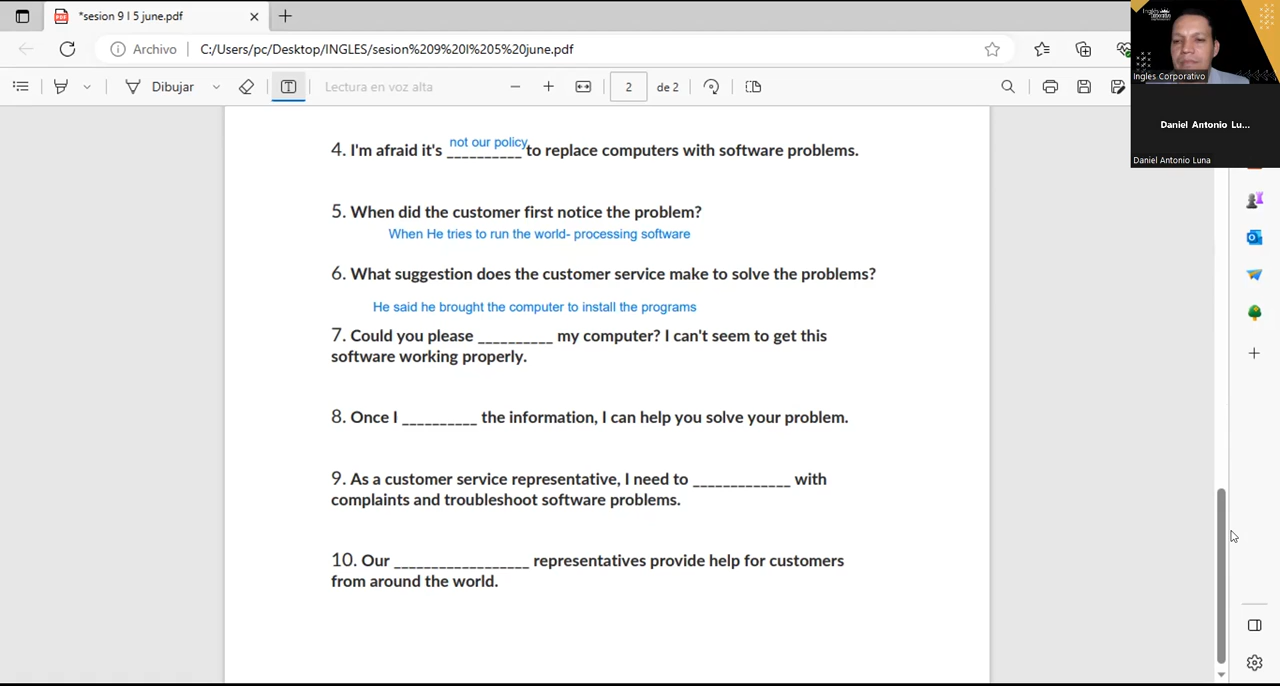 *sesion 9 I 5 june.pdf
Archivo
C:/Users/pc/Desktop/INGLES/sesion%209%20I%205%20june.pdf
Dibujar
Lectura en voz alta
2
de 2
Ingles Corporativo
Daniel Antonio Lu...
Daniel Antonio Luna
not our policy
4. I'm afraid it's __________ to replace computers with software problems.
5. When did the customer first notice the problem?
When He tries to run the world- processing software
6. What suggestion does the customer service make to solve the problems?
He said he brought the computer to install the programs
7. Could you please __________ my computer? I can't seem to get this
software working properly.
8. Once I __________ the information, I can help you solve your problem.
9. As a customer service representative, I need to _____________ with
complaints and troubleshoot software problems.
10. Our __________________ representatives provide help for customers
from around the world.